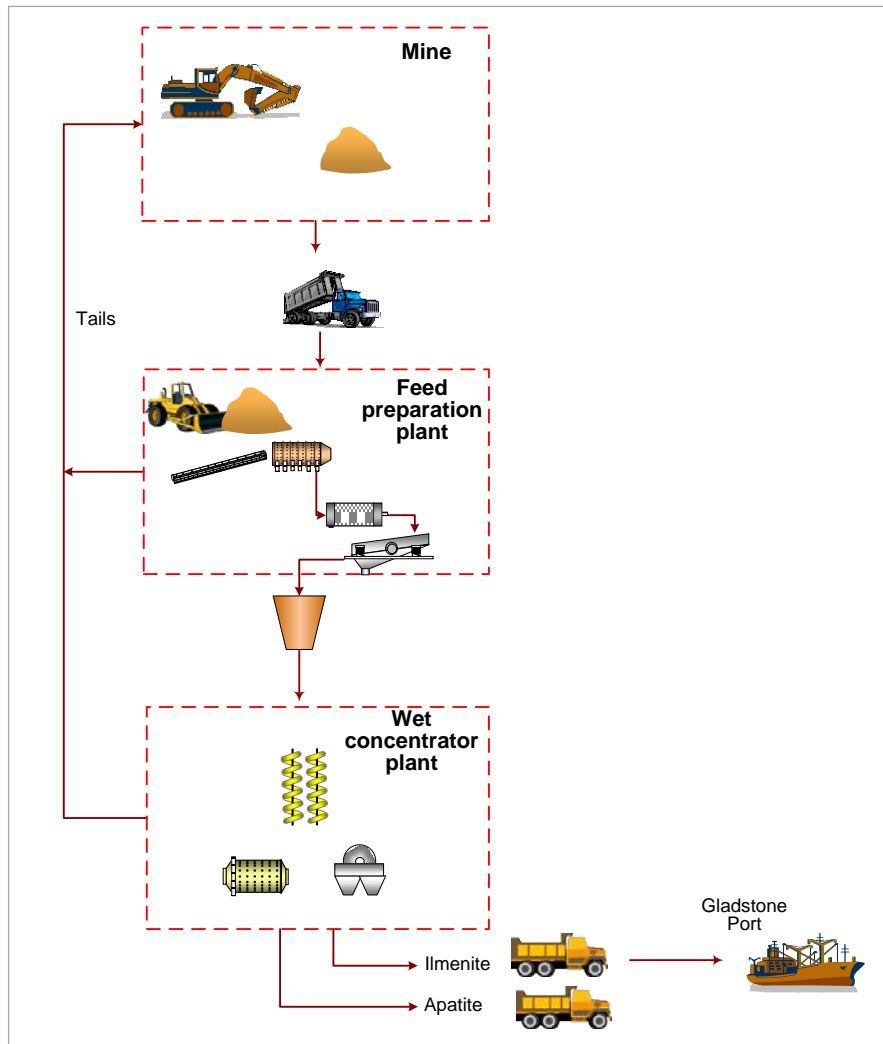 Mine
Tails
Feed
preparation
plant
Wet
concentrator
plant
Gladstone
Port
Ilmenite
Apatite